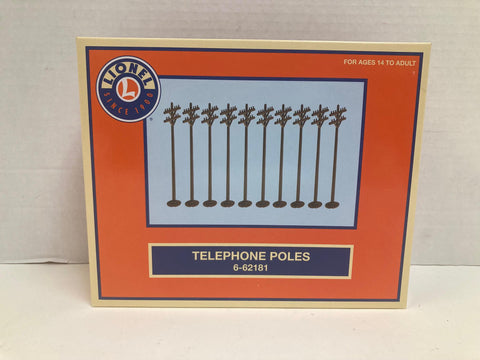 LIONEL
L
SINCE 1900
®
FOR AGES 14 TO ADULT
TELEPHONE POLES
6-62181